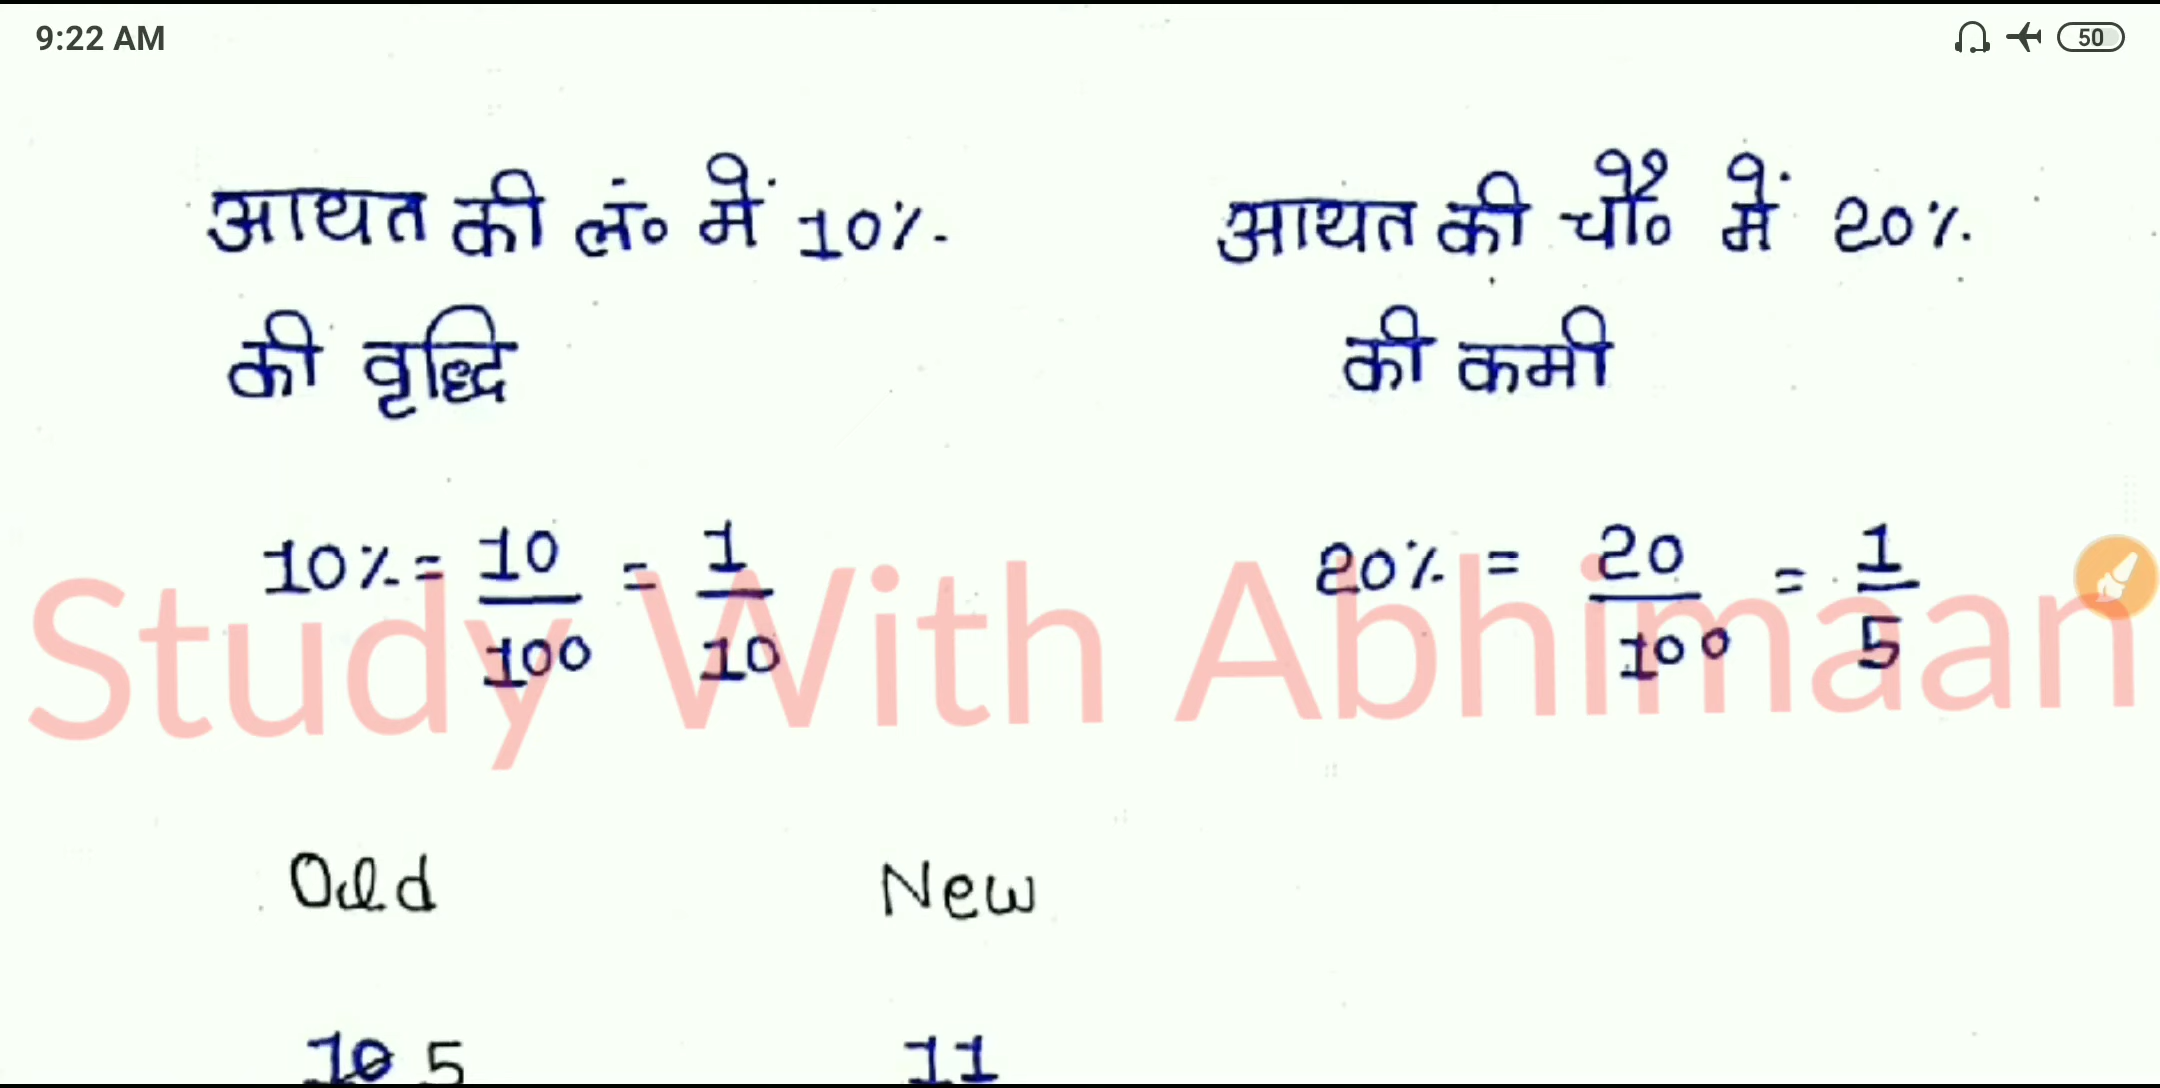 9:22 AM 50
आयत की लं० में 10% आयत की चौ० में 20%
की वृद्धि की कमी
10% = 10/100 = 1/10 20% = 20/100 = 1/5
Study With Abhimaan
Old New
10 5 11